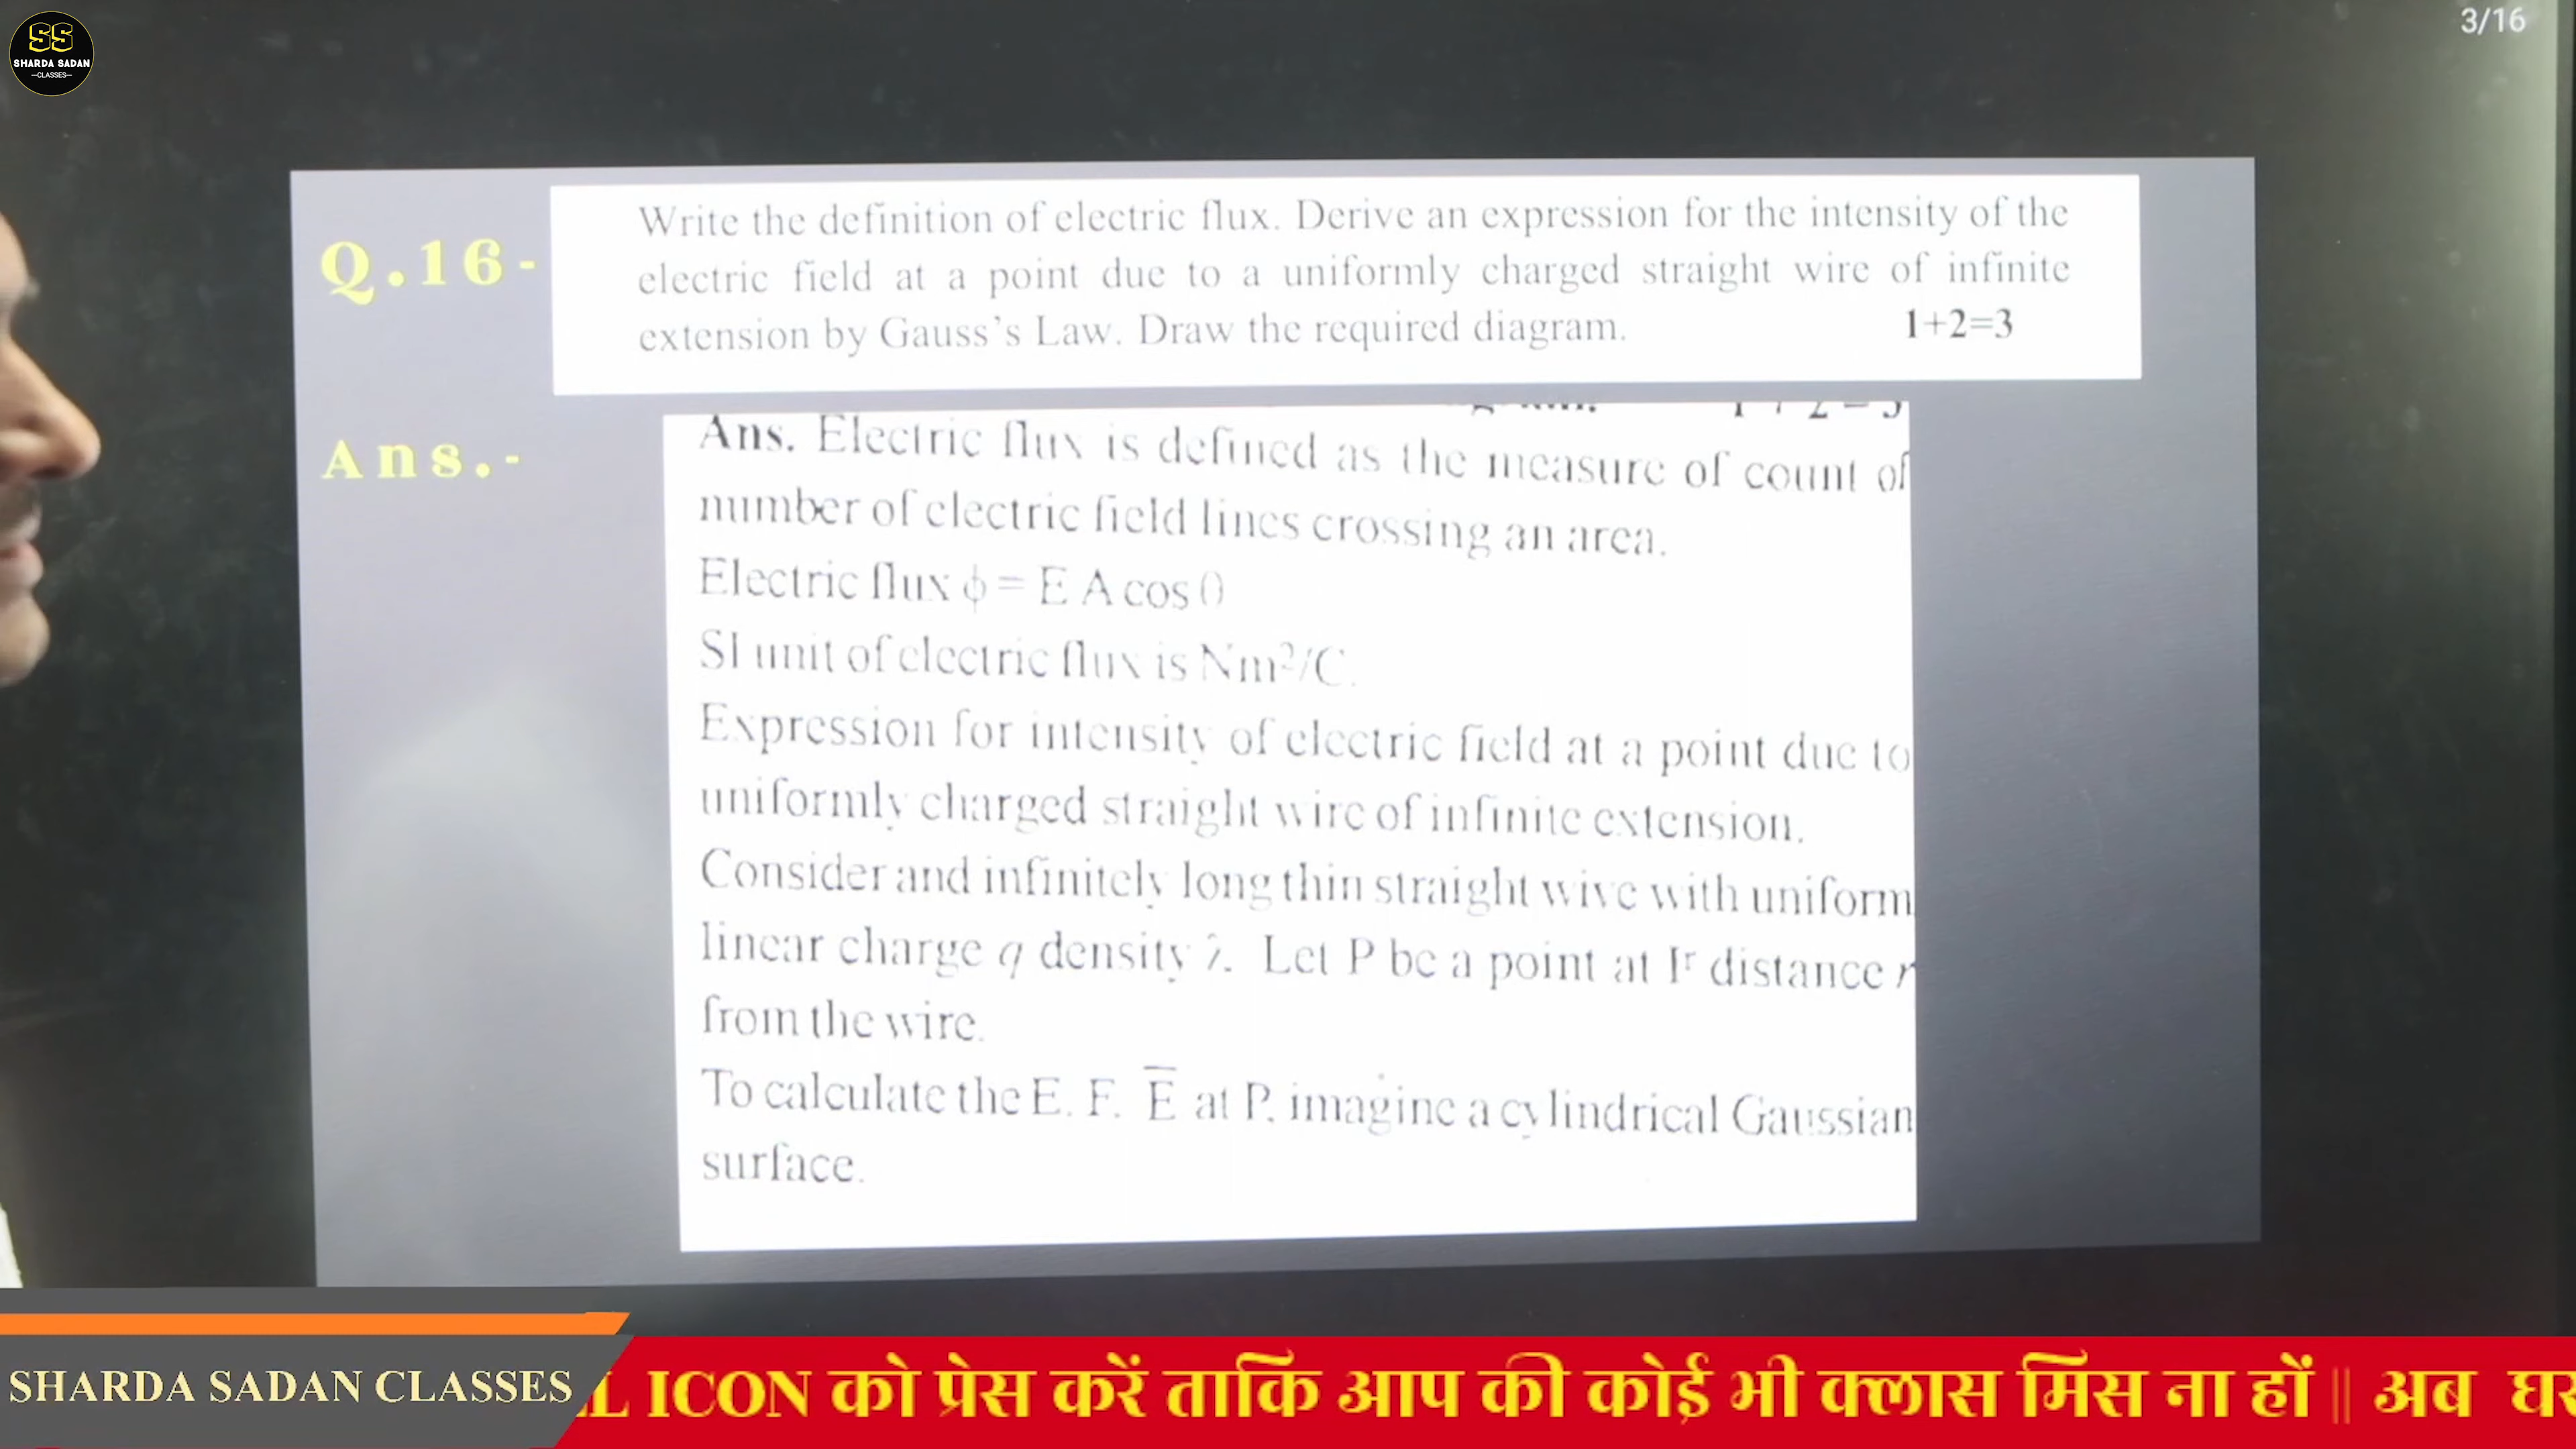 SS
SHARDA SADAN
—CLASSES—
3/16
Q.16-
Write the definition of electric flux. Derive an expression for the intensity of the
electric field at a point due to a uniformly charged straight wire of infinite
extension by Gauss's Law. Draw the required diagram. 1+2=3
Ans.-
Ans. Electric flux is defined as the measure of count of
number of electric field lines crossing an area.
Electric flux ϕ = E A cos θ
SI unit of electric flux is Nm²/C.
Expression for intensity of electric field at a point due to
uniformly charged straight wire of infinite extension.
Consider and infinitely long thin straight wive with uniform
linear charge q density λ. Let P be a point at Iʳ distance r
from the wire.
To calculate the E. F. E̅ at P. imagine a cylindrical Gaussian
surface.
SHARDA SADAN CLASSES
L ICON को प्रेस करें ताकि आप की कोई भी क्लास मिस ना हों || अब घर